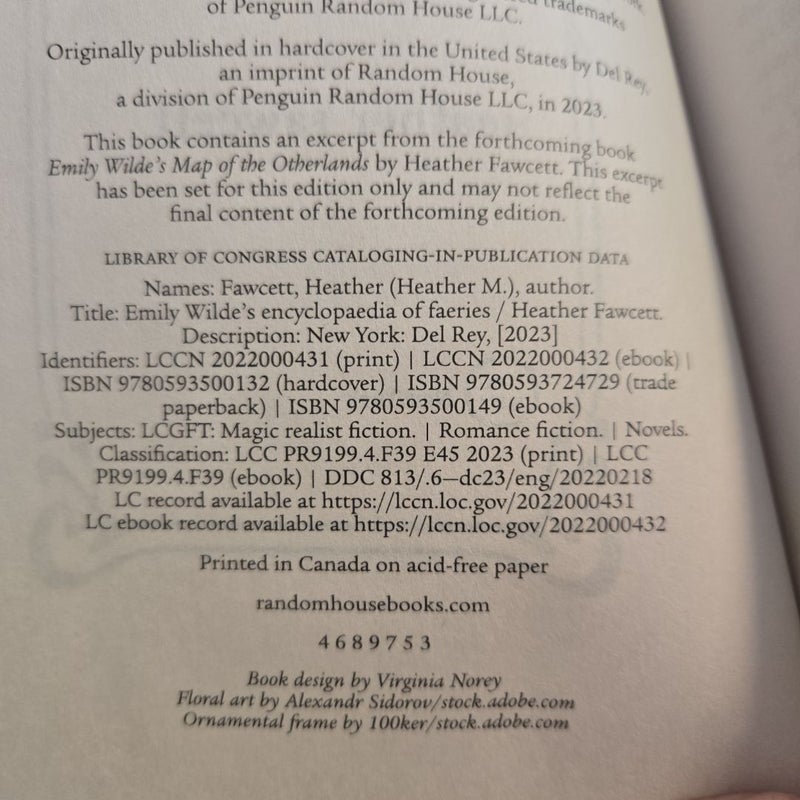 of Penguin Random House LLC. trademarks
Originally published in hardcover in the United States by Del Rey,
an imprint of Random House,
a division of Penguin Random House LLC, in 2023.
This book contains an excerpt from the forthcoming book
Emily Wilde's Map of the Otherlands by Heather Fawcett. This excerpt
has been set for this edition only and may not reflect the
final content of the forthcoming edition.
LIBRARY OF CONGRESS CATALOGING-IN-PUBLICATION DATA
Names: Fawcett, Heather (Heather M.), author.
Title: Emily Wilde's encyclopaedia of faeries / Heather Fawcett.
Description: New York: Del Rey, [2023]
Identifiers: LCCN 2022000431 (print) | LCCN 2022000432 (ebook) |
ISBN 9780593500132 (hardcover) | ISBN 9780593724729 (trade
paperback) | ISBN 9780593500149 (ebook)
Subjects: LCGFT: Magic realist fiction. | Romance fiction. | Novels.
Classification: LCC PR9199.4.F39 E45 2023 (print) | LCC
PR9199.4.F39 (ebook) | DDC 813/.6—dc23/eng/20220218
LC record available at https://lccn.loc.gov/2022000431
LC ebook record available at https://lccn.loc.gov/2022000432
Printed in Canada on acid-free paper
randomhousebooks.com
4 6 8 9 7 5 3
Book design by Virginia Norey
Floral art by Alexandr Sidorov/stock.adobe.com
Ornamental frame by 100ker/stock.adobe.com